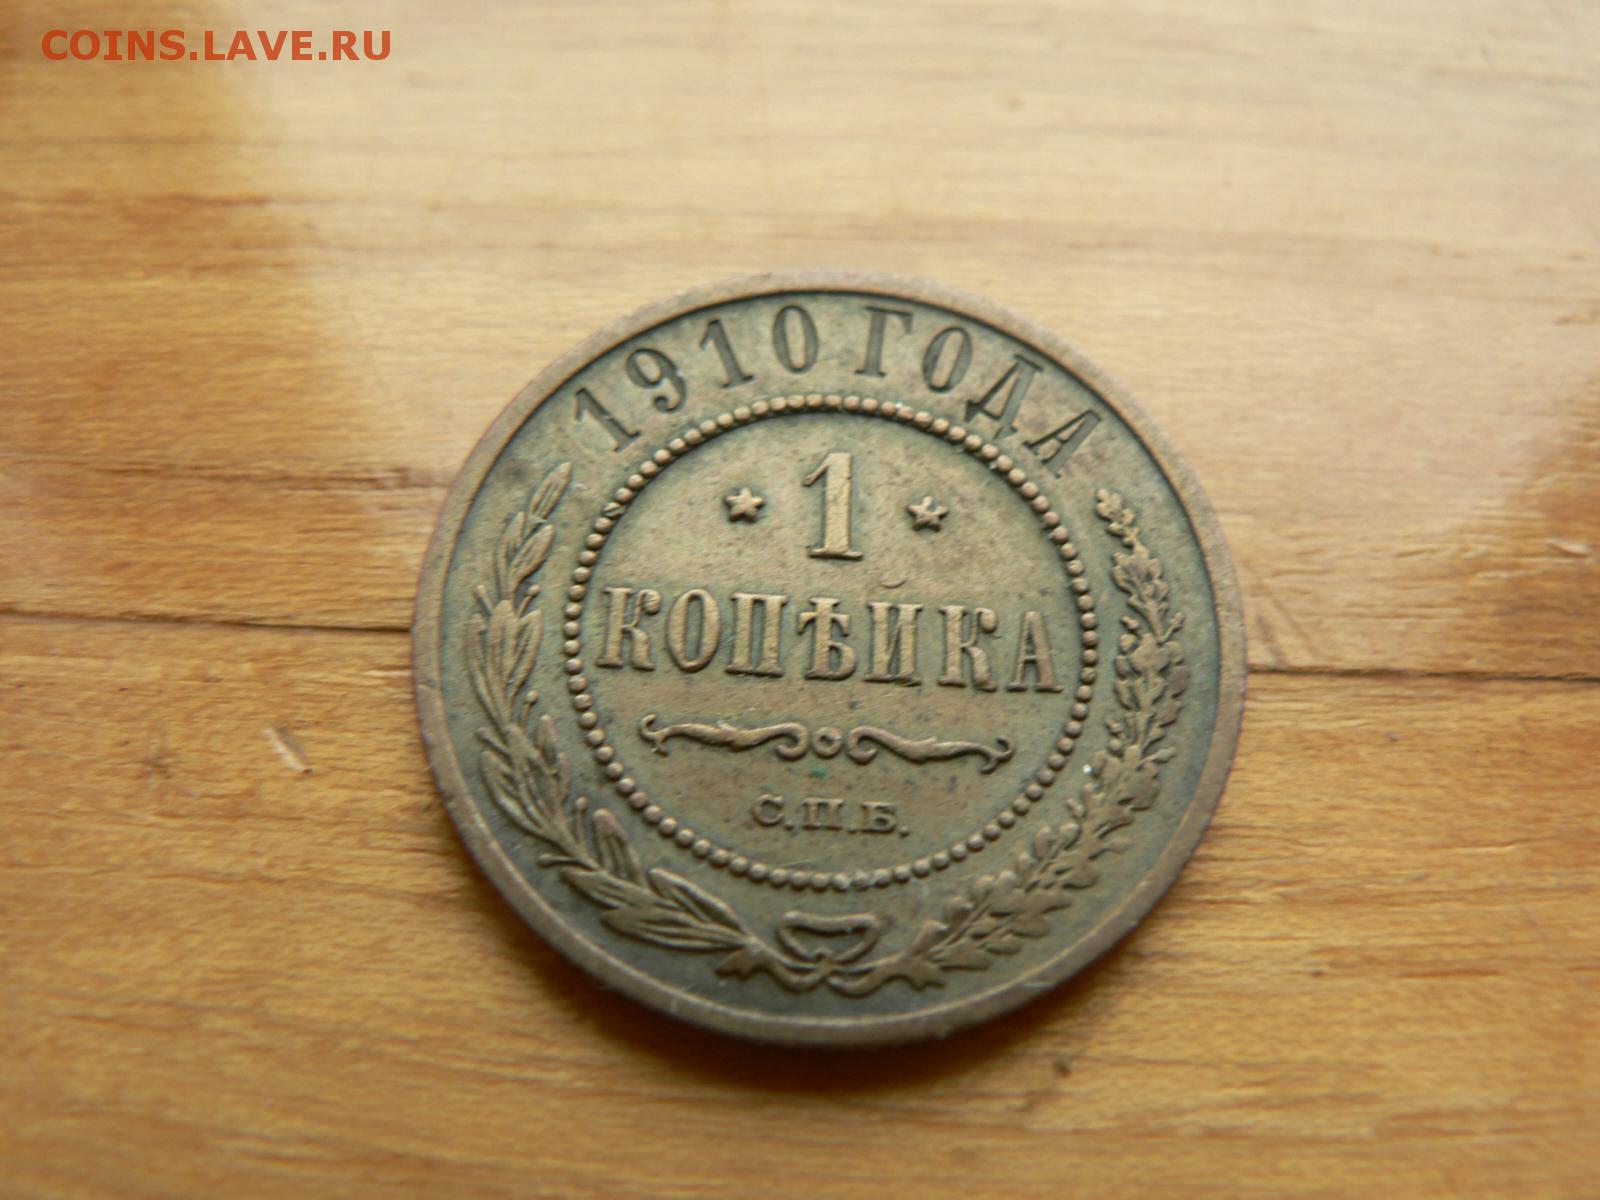 COINS.LAVE.RU
1910 ГОДА
* 1 *
КОПѢЙКА
С.П.Б.